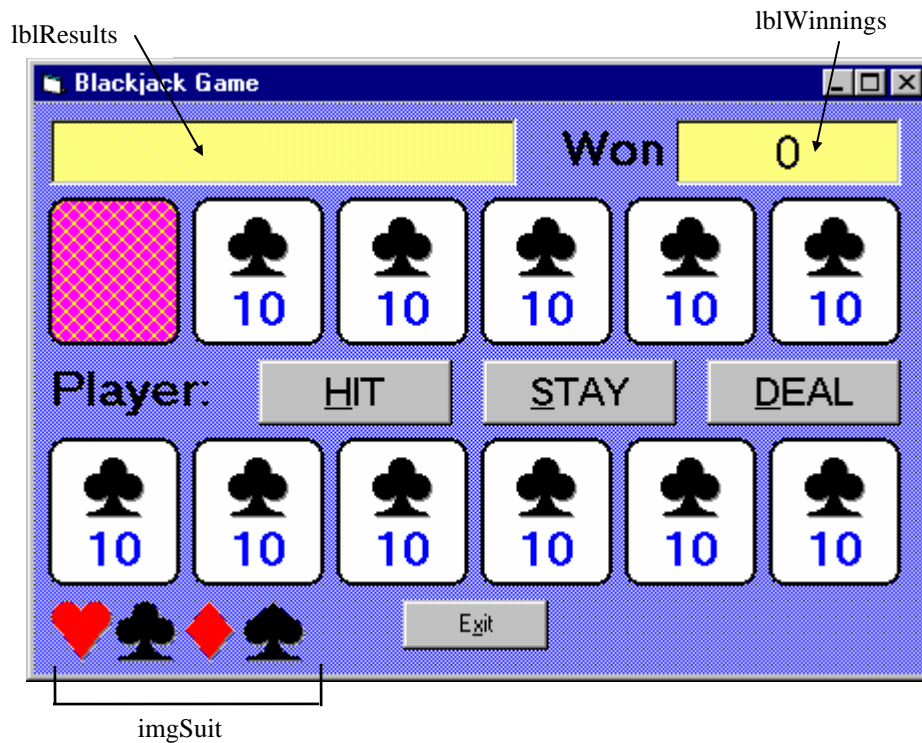 lblWinnings
lblResults
Blackjack Game
Won 0
10 10 10 10 10
Player: HIT STAY DEAL
10 10 10 10 10 10
Exit
imgSuit